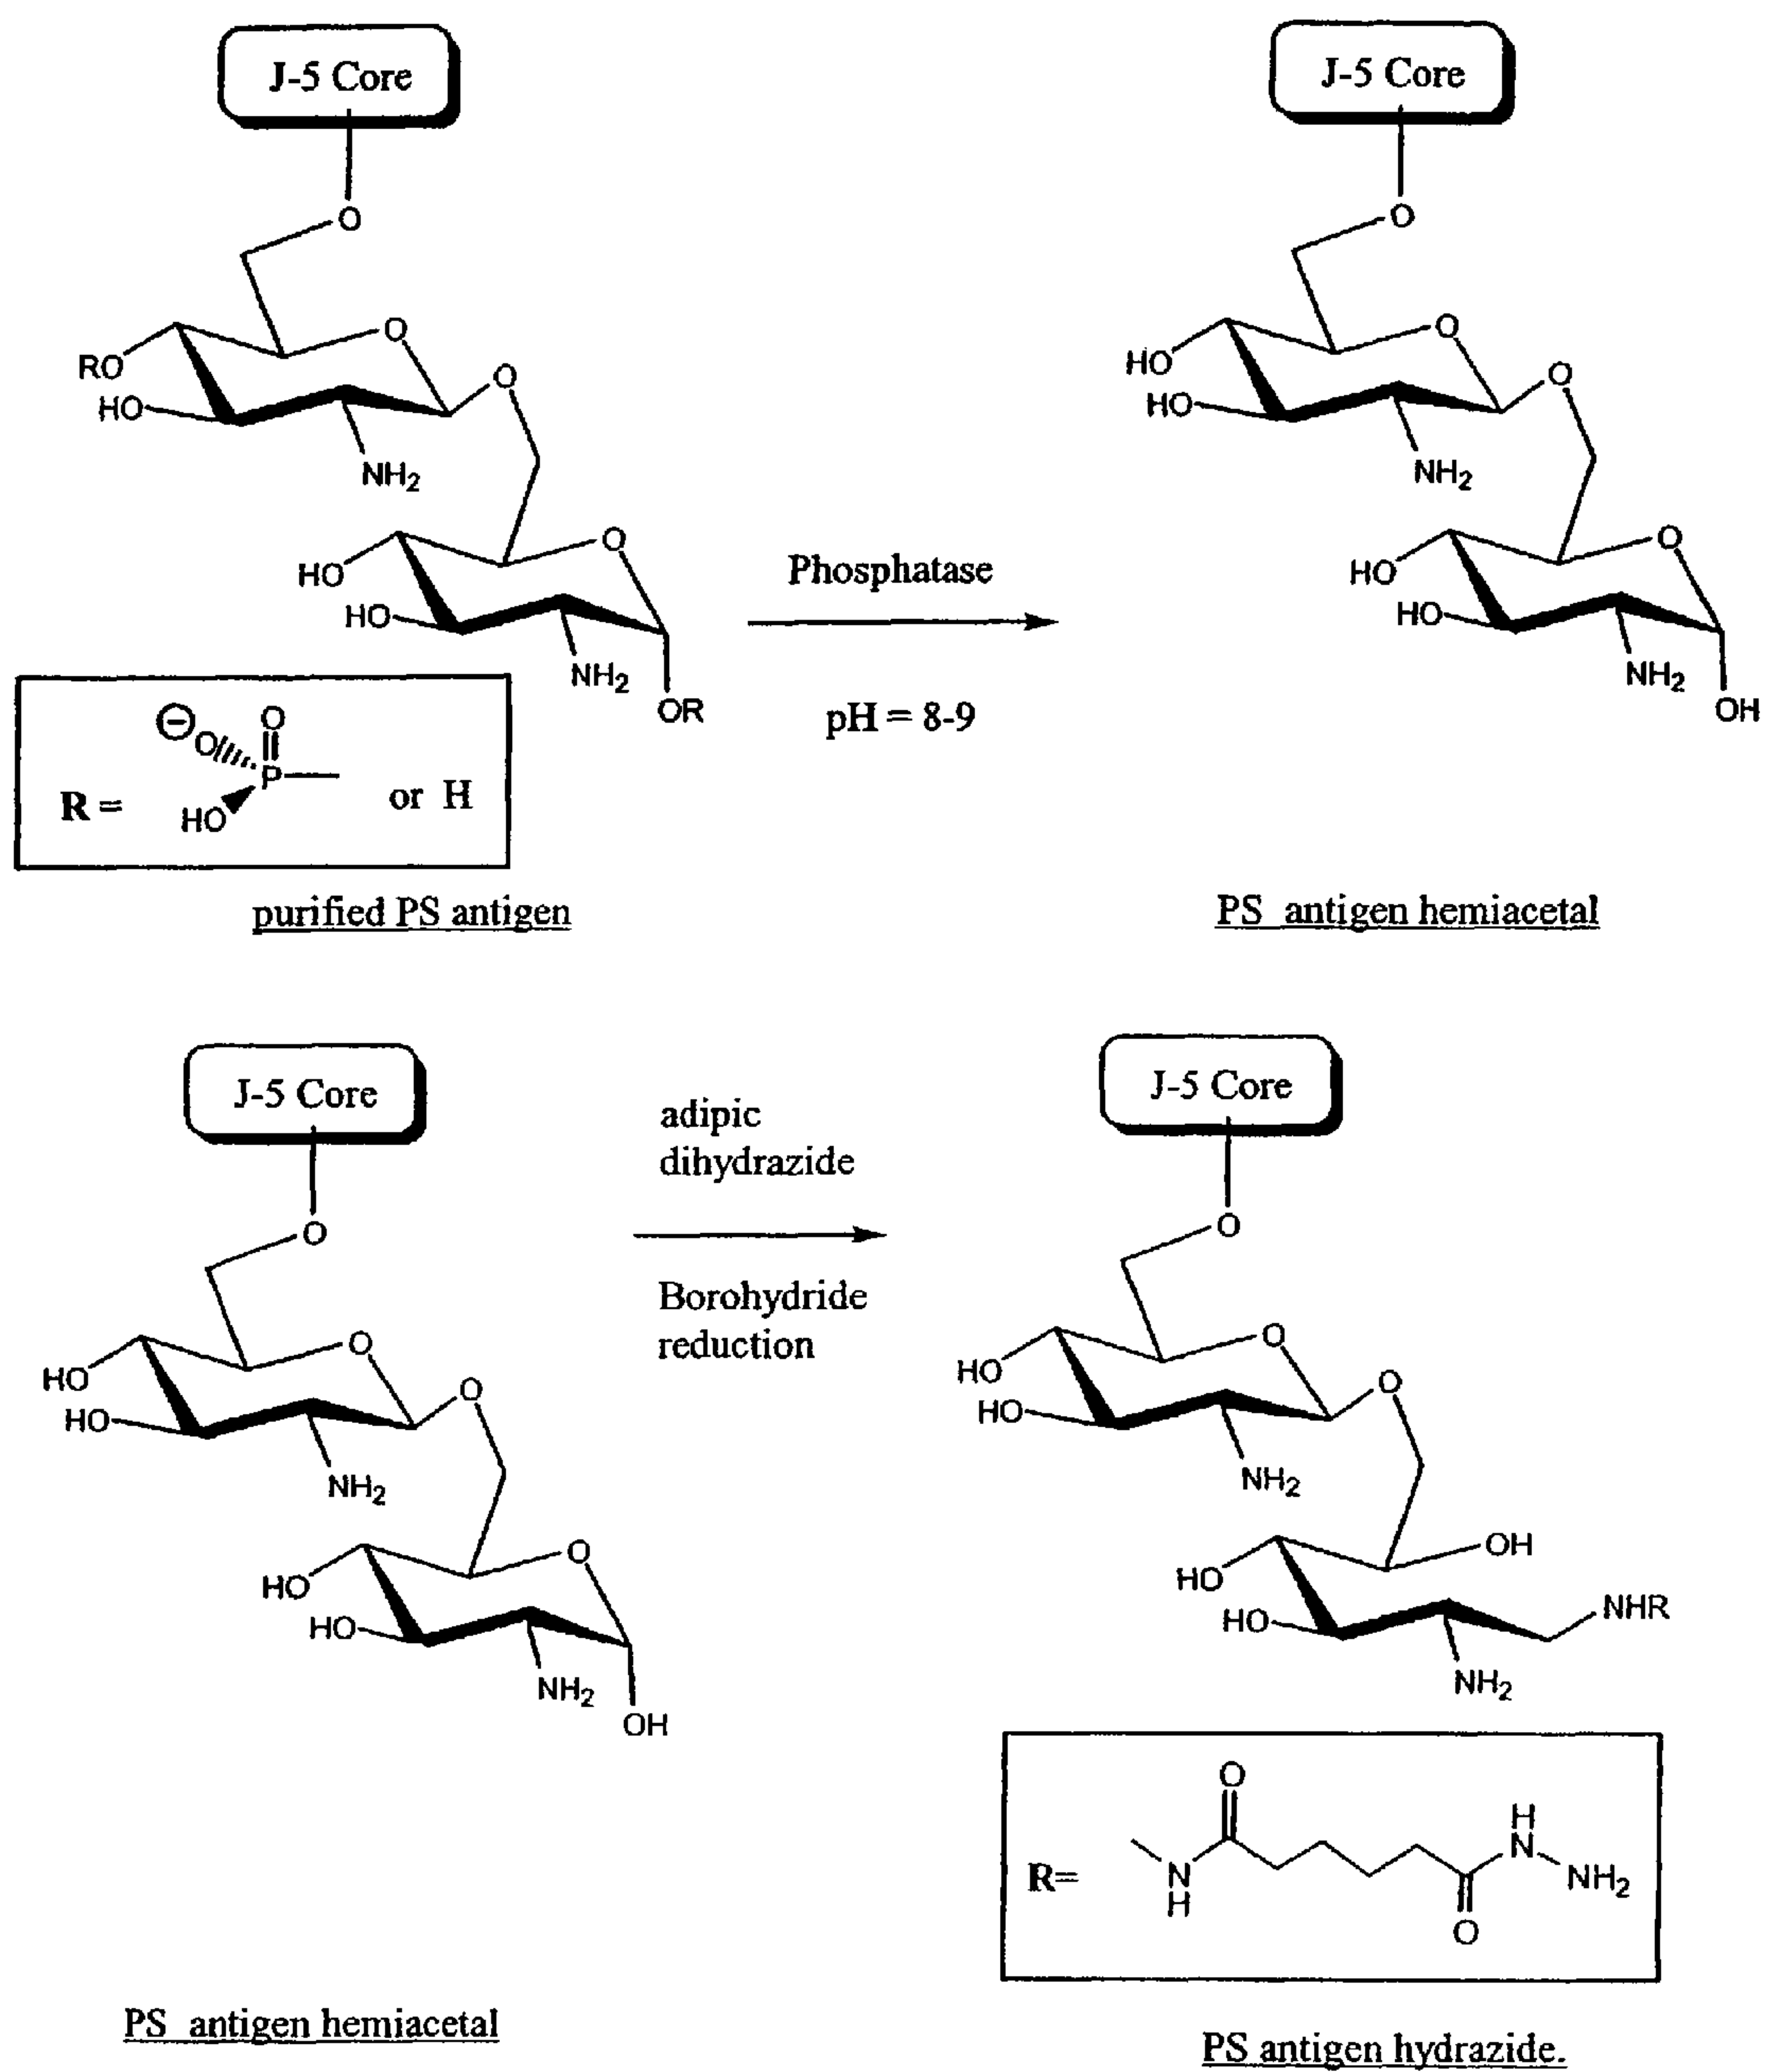 J-5 Core
O
RO
HO
O
O
NH₂
HO
HO
O
NH₂
OR
R =
⊖
O
O
P
HO
or H
purified PS antigen
Phosphatase
pH = 8-9
J-5 Core
O
HO
HO
O
O
NH₂
HO
HO
O
NH₂
OH
PS antigen hemiacetal
J-5 Core
O
HO
HO
O
O
NH₂
HO
HO
O
NH₂
OH
PS antigen hemiacetal
adipic
dihydrazide
Borohydride
reduction
J-5 Core
O
HO
HO
O
O
NH₂
HO
HO
OH
NHR
NH₂
R=
N
H
O
O
H
N
NH₂
PS antigen hydrazide.